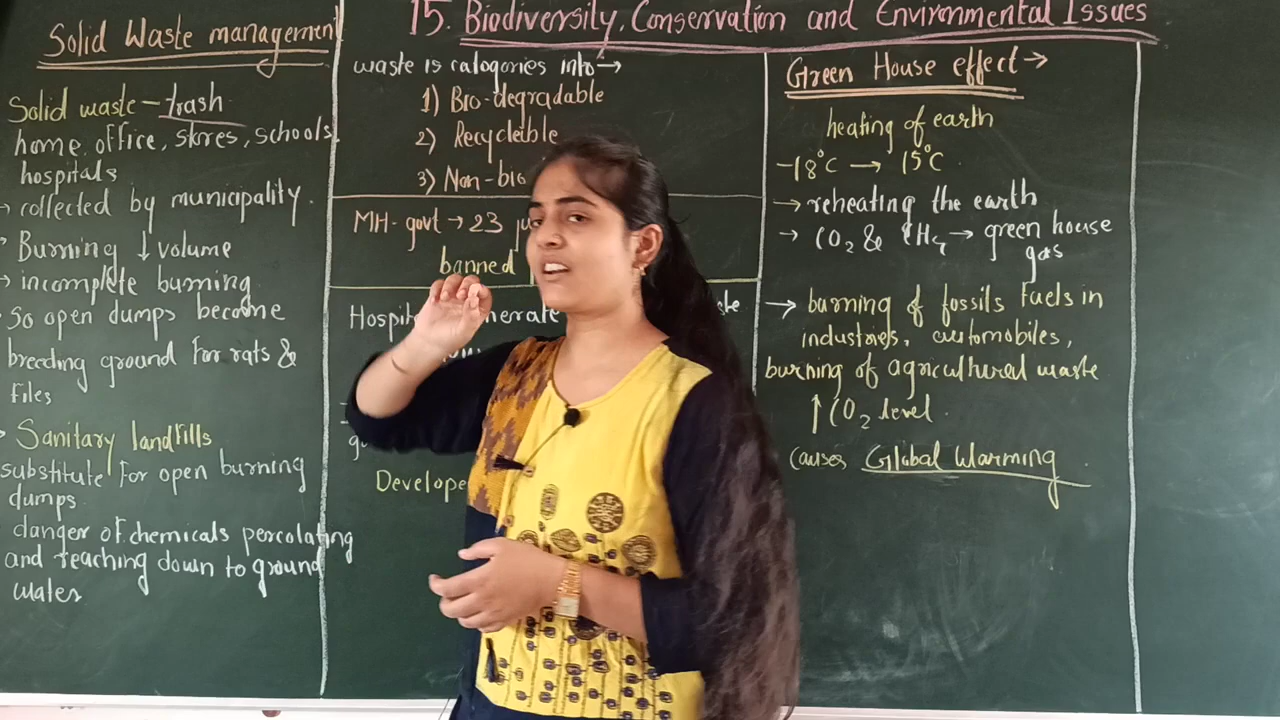 15. Biodiversity, Conservation and Environmental Issues
Solid Waste management
Solid waste – trash
home, office, stores, schools,
hospitals
→ collected by municipality.
→ Burning ↓ volume
→ incomplete burning
So open dumps become
breeding ground for rats &
files
Sanitary landfills
substitute for open burning
dumps.
danger of chemicals percolating
and reaching down to ground
water
waste is catogories into →
1) Bio-degradable
2) Recycleible
3) Non-bio
MH-govt → 23
banned
Develope
Green House effect →
heating of earth
-18°C → 15°C.
→ reheating the earth
→ CO₂ & CH₄ → green house
gas
→ burning of fossils fuels in
industries, automobiles,
burning of agricultured waste
↑ CO₂ level.
causes Global Warming.